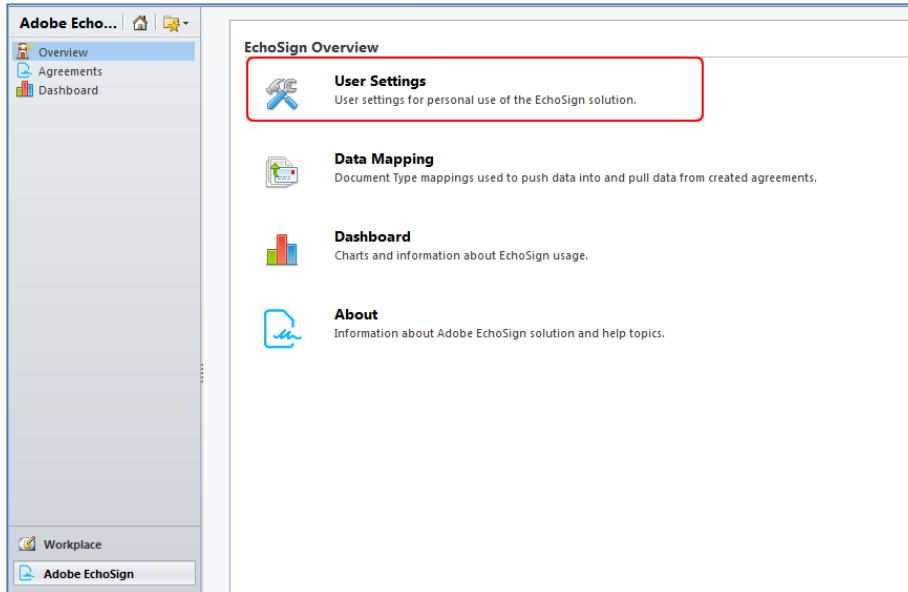 Adobe Echo...
Overview
Agreements
Dashboard
EchoSign Overview
User Settings
User settings for personal use of the EchoSign solution.
Data Mapping
Document Type mappings used to push data into and pull data from created agreements.
Dashboard
Charts and information about EchoSign usage.
About
Information about Adobe EchoSign solution and help topics.
Workplace
Adobe EchoSign